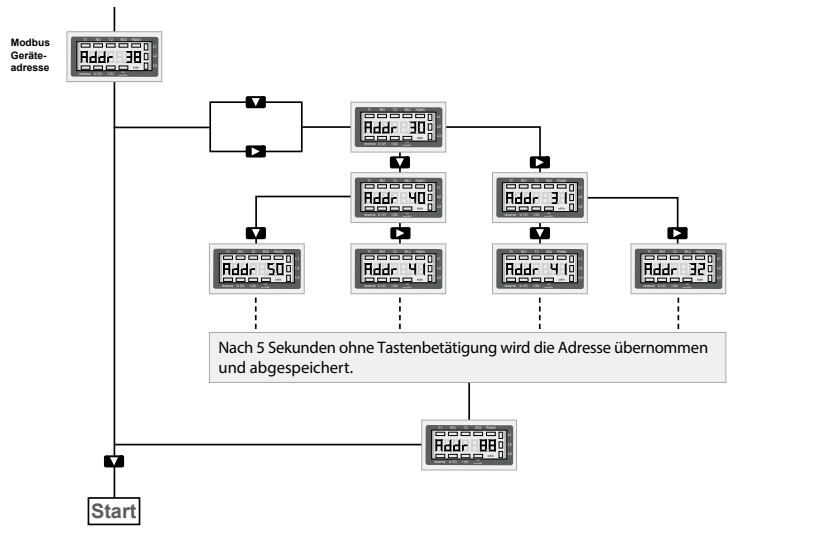 Modbus
Geräte-
adresse
Addr 38
Addr 30
Addr 40
Addr 31
Addr 50
Addr 41
Addr 41
Addr 32
Nach 5 Sekunden ohne Tastenbetätigung wird die Adresse übernommen
und abgespeichert.
Addr 88
Start